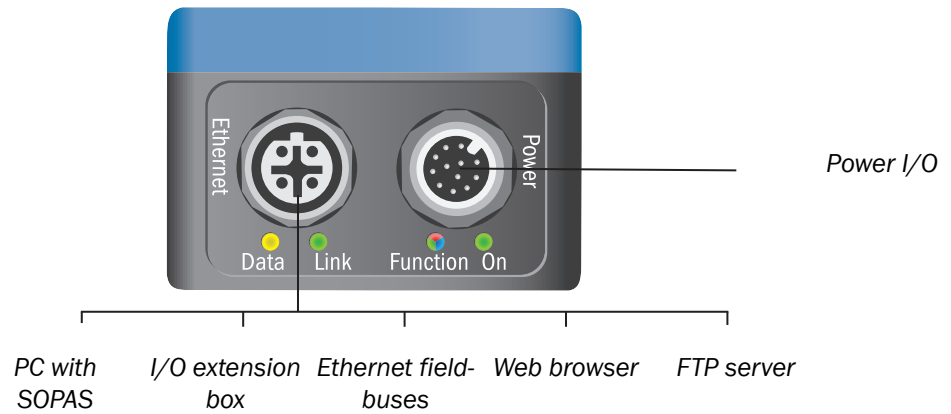 Ethernet
Power
Power I/O
Data Link Function On
PC with
SOPAS
I/O extension
box
Ethernet field-
buses
Web browser
FTP server